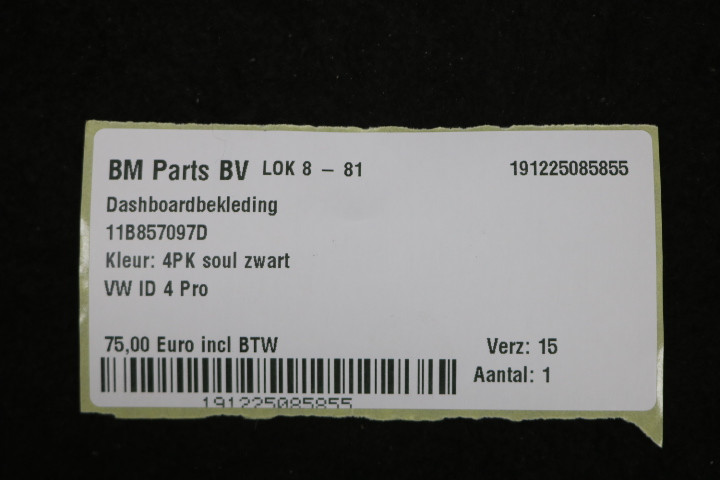 BM Parts BV LOK 8 – 81 191225085855
Dashboardbekleding
11B857097D
Kleur: 4PK soul zwart
VW ID 4 Pro
75,00 Euro incl BTW Verz: 15
Aantal: 1
191225085855